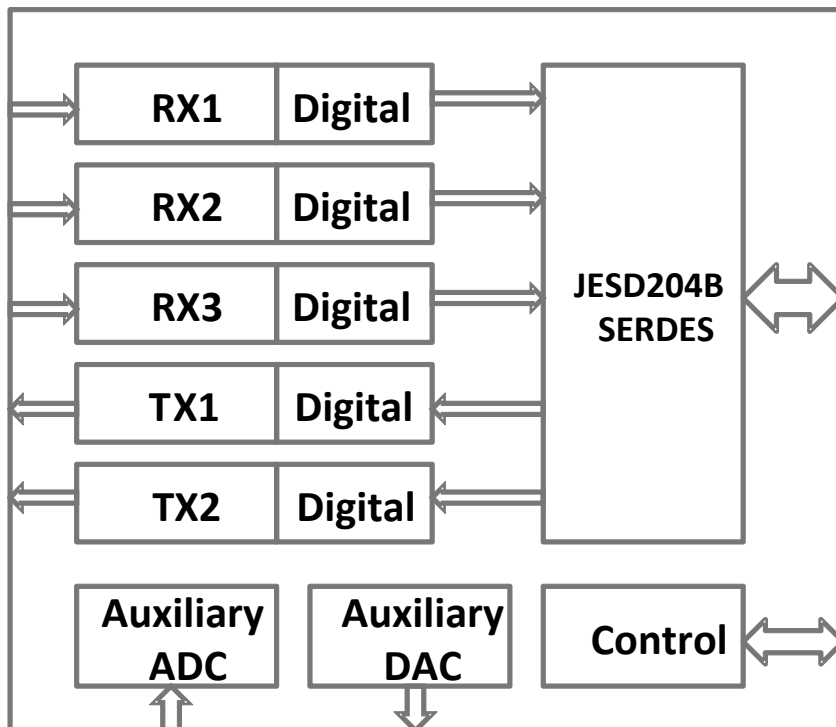 RX1 Digital
RX2 Digital
RX3 Digital
TX1 Digital
TX2 Digital
JESD204B
SERDES
Auxiliary
ADC
Auxiliary
DAC
Control